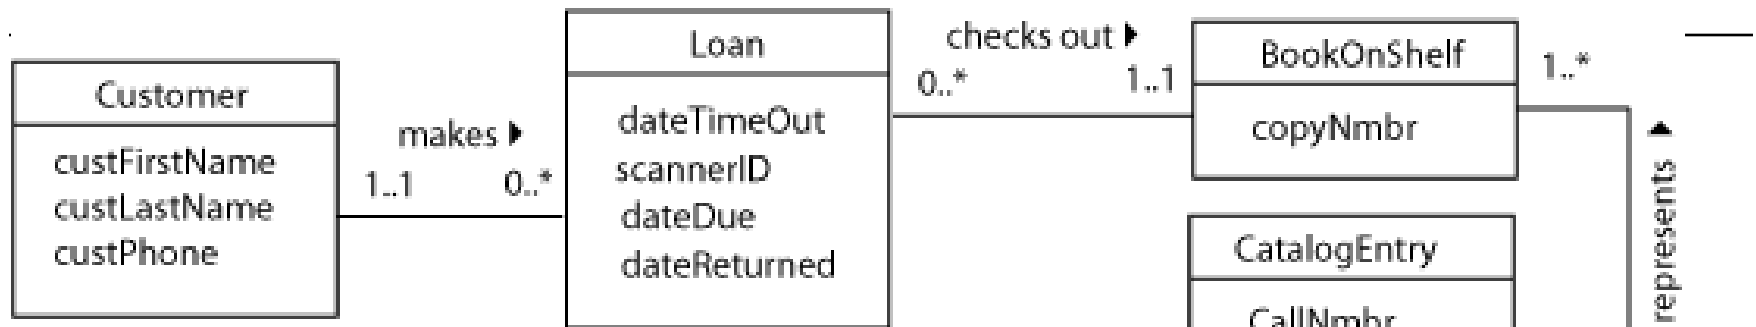 Customer
custFirstName
custLastName
custPhone
makes
1..1
0..*
Loan
dateTimeOut
scannerID
dateDue
dateReturned
checks out
0..*
1..1
BookOnShelf
copyNmbr
1..*
represents
CatalogEntry
CallNmbr